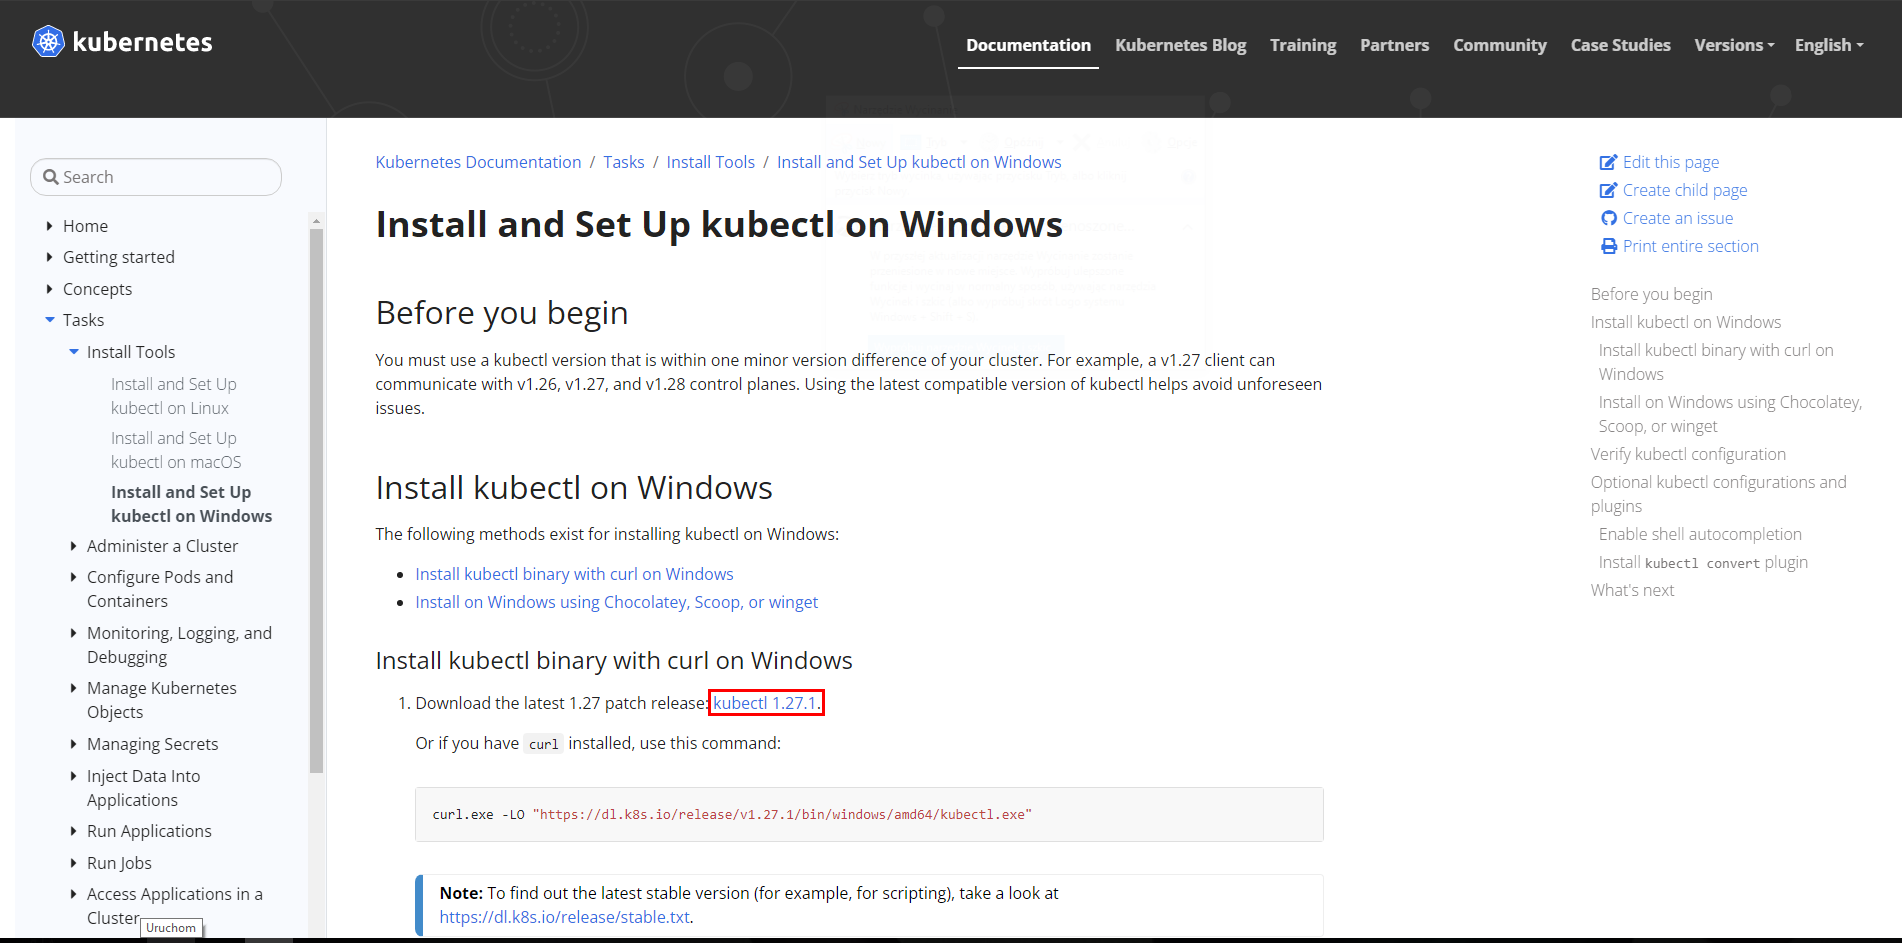 kubernetes
Documentation Kubernetes Blog Training Partners Community Case Studies Versions English
Search
Home
Getting started
Concepts
Tasks
Install Tools
Install and Set Up
kubectl on Linux
Install and Set Up
kubectl on macOS
Install and Set Up
kubectl on Windows
Administer a Cluster
Configure Pods and
Containers
Monitoring, Logging, and
Debugging
Manage Kubernetes
Objects
Managing Secrets
Inject Data Into
Applications
Run Applications
Run Jobs
Access Applications in a
Cluster
Uruchom
Kubernetes Documentation / Tasks / Install Tools / Install and Set Up kubectl on Windows
Install and Set Up kubectl on Windows
Before you begin
You must use a kubectl version that is within one minor version difference of your cluster. For example, a v1.27 client can
communicate with v1.26, v1.27, and v1.28 control planes. Using the latest compatible version of kubectl helps avoid unforeseen
issues.
Install kubectl on Windows
The following methods exist for installing kubectl on Windows:
• Install kubectl binary with curl on Windows
• Install on Windows using Chocolatey, Scoop, or winget
Install kubectl binary with curl on Windows
1. Download the latest 1.27 patch release: kubectl 1.27.1.
Or if you have curl installed, use this command:
curl.exe -LO "https://dl.k8s.io/release/v1.27.1/bin/windows/amd64/kubectl.exe"
Note: To find out the latest stable version (for example, for scripting), take a look at
https://dl.k8s.io/release/stable.txt.
Edit this page
Create child page
Create an issue
Print entire section
Before you begin
Install kubectl on Windows
Install kubectl binary with curl on
Windows
Install on Windows using Chocolatey,
Scoop, or winget
Verify kubectl configuration
Optional kubectl configurations and
plugins
Enable shell autocompletion
Install kubectl convert plugin
What's next